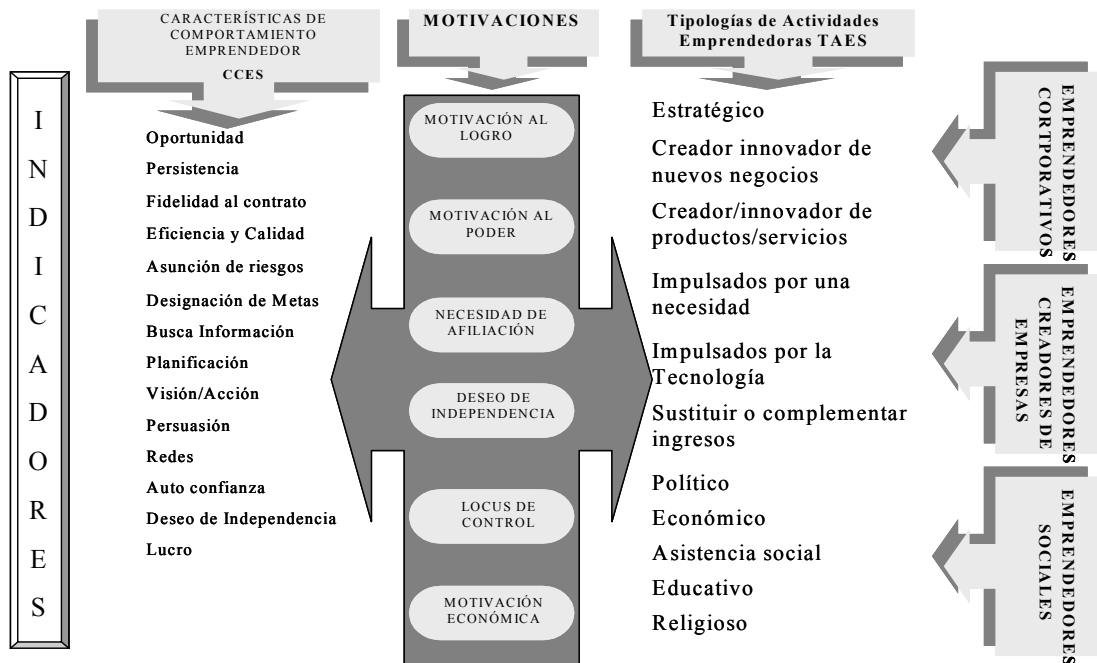 INDICADORES
CARACTERÍSTICAS DE
COMPORTAMIENTO
EMPRENDEDOR
CCES
Oportunidad
Persistencia
Fidelidad al contrato
Eficiencia y Calidad
Asunción de riesgos
Designación de Metas
Busca Información
Planificación
Visión/Acción
Persuasión
Redes
Auto confianza
Deseo de Independencia
Lucro
MOTIVACIONES
MOTIVACIÓN AL
LOGRO
MOTIVACIÓN AL
PODER
NECESIDAD DE
AFILIACIÓN
DESEO DE
INDEPENDENCIA
LOCUS DE
CONTROL
MOTIVACIÓN
ECONÓMICA
Tipologías de Actividades
Emprendedoras TAES
Estratégico
Creador innovador de
nuevos negocios
Creador/innovador de
productos/servicios
Impulsados por una
necesidad
Impulsados por la
Tecnología
Sustituir o complementar
ingresos
Político
Económico
Asistencia social
Educativo
Religioso
EMPRENDEDORES
CORTPORATIVOS
EMPRENDEDORES
CREADORES DE
EMPRESAS
EMPRENDEDORES
SOCIALES